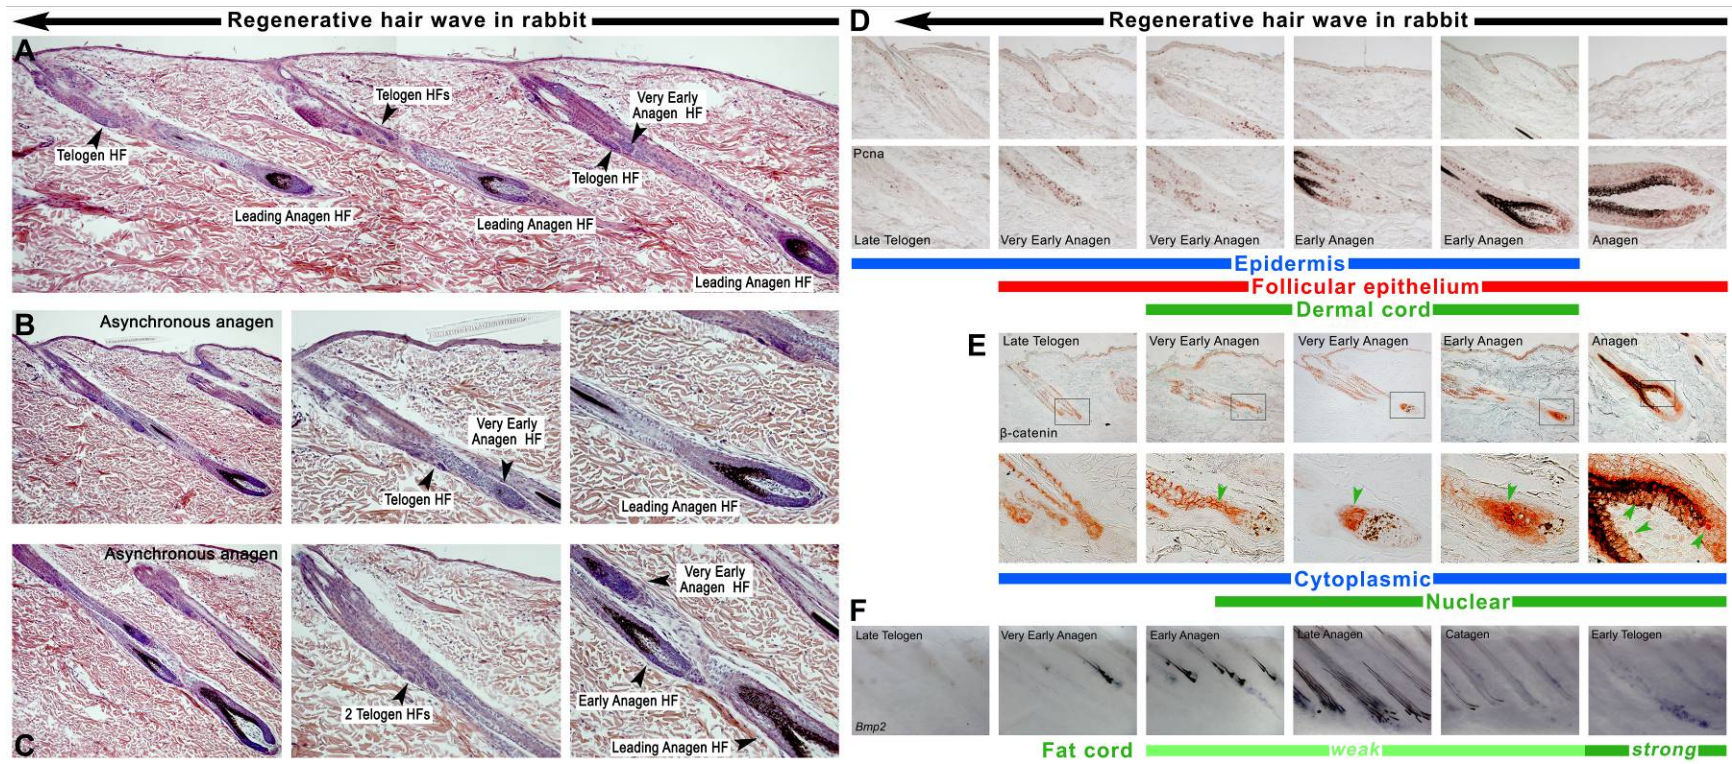 Regenerative hair wave in rabbit
A
Telogen HFs
Very Early
Anagen HF
Telogen HF
Telogen HF
Leading Anagen HF
Leading Anagen HF
Leading Anagen HF
B
Asynchronous anagen
Very Early
Anagen HF
Telogen HF
Leading Anagen HF
Asynchronous anagen
Very Early
Anagen HF
Early Anagen HF
2 Telogen HFs
Leading Anagen HF
C
D
Regenerative hair wave in rabbit
Pcna
Late Telogen
Very Early Anagen
Very Early Anagen
Early Anagen
Early Anagen
Anagen
Epidermis
Follicular epithelium
Dermal cord
E
Late Telogen
Very Early Anagen
Very Early Anagen
Early Anagen
Anagen
β-catenin
Cytoplasmic
Nuclear
F
Late Telogen
Very Early Anagen
Early Anagen
Late Anagen
Catagen
Early Telogen
Bmp2
Fat cord
weak
strong